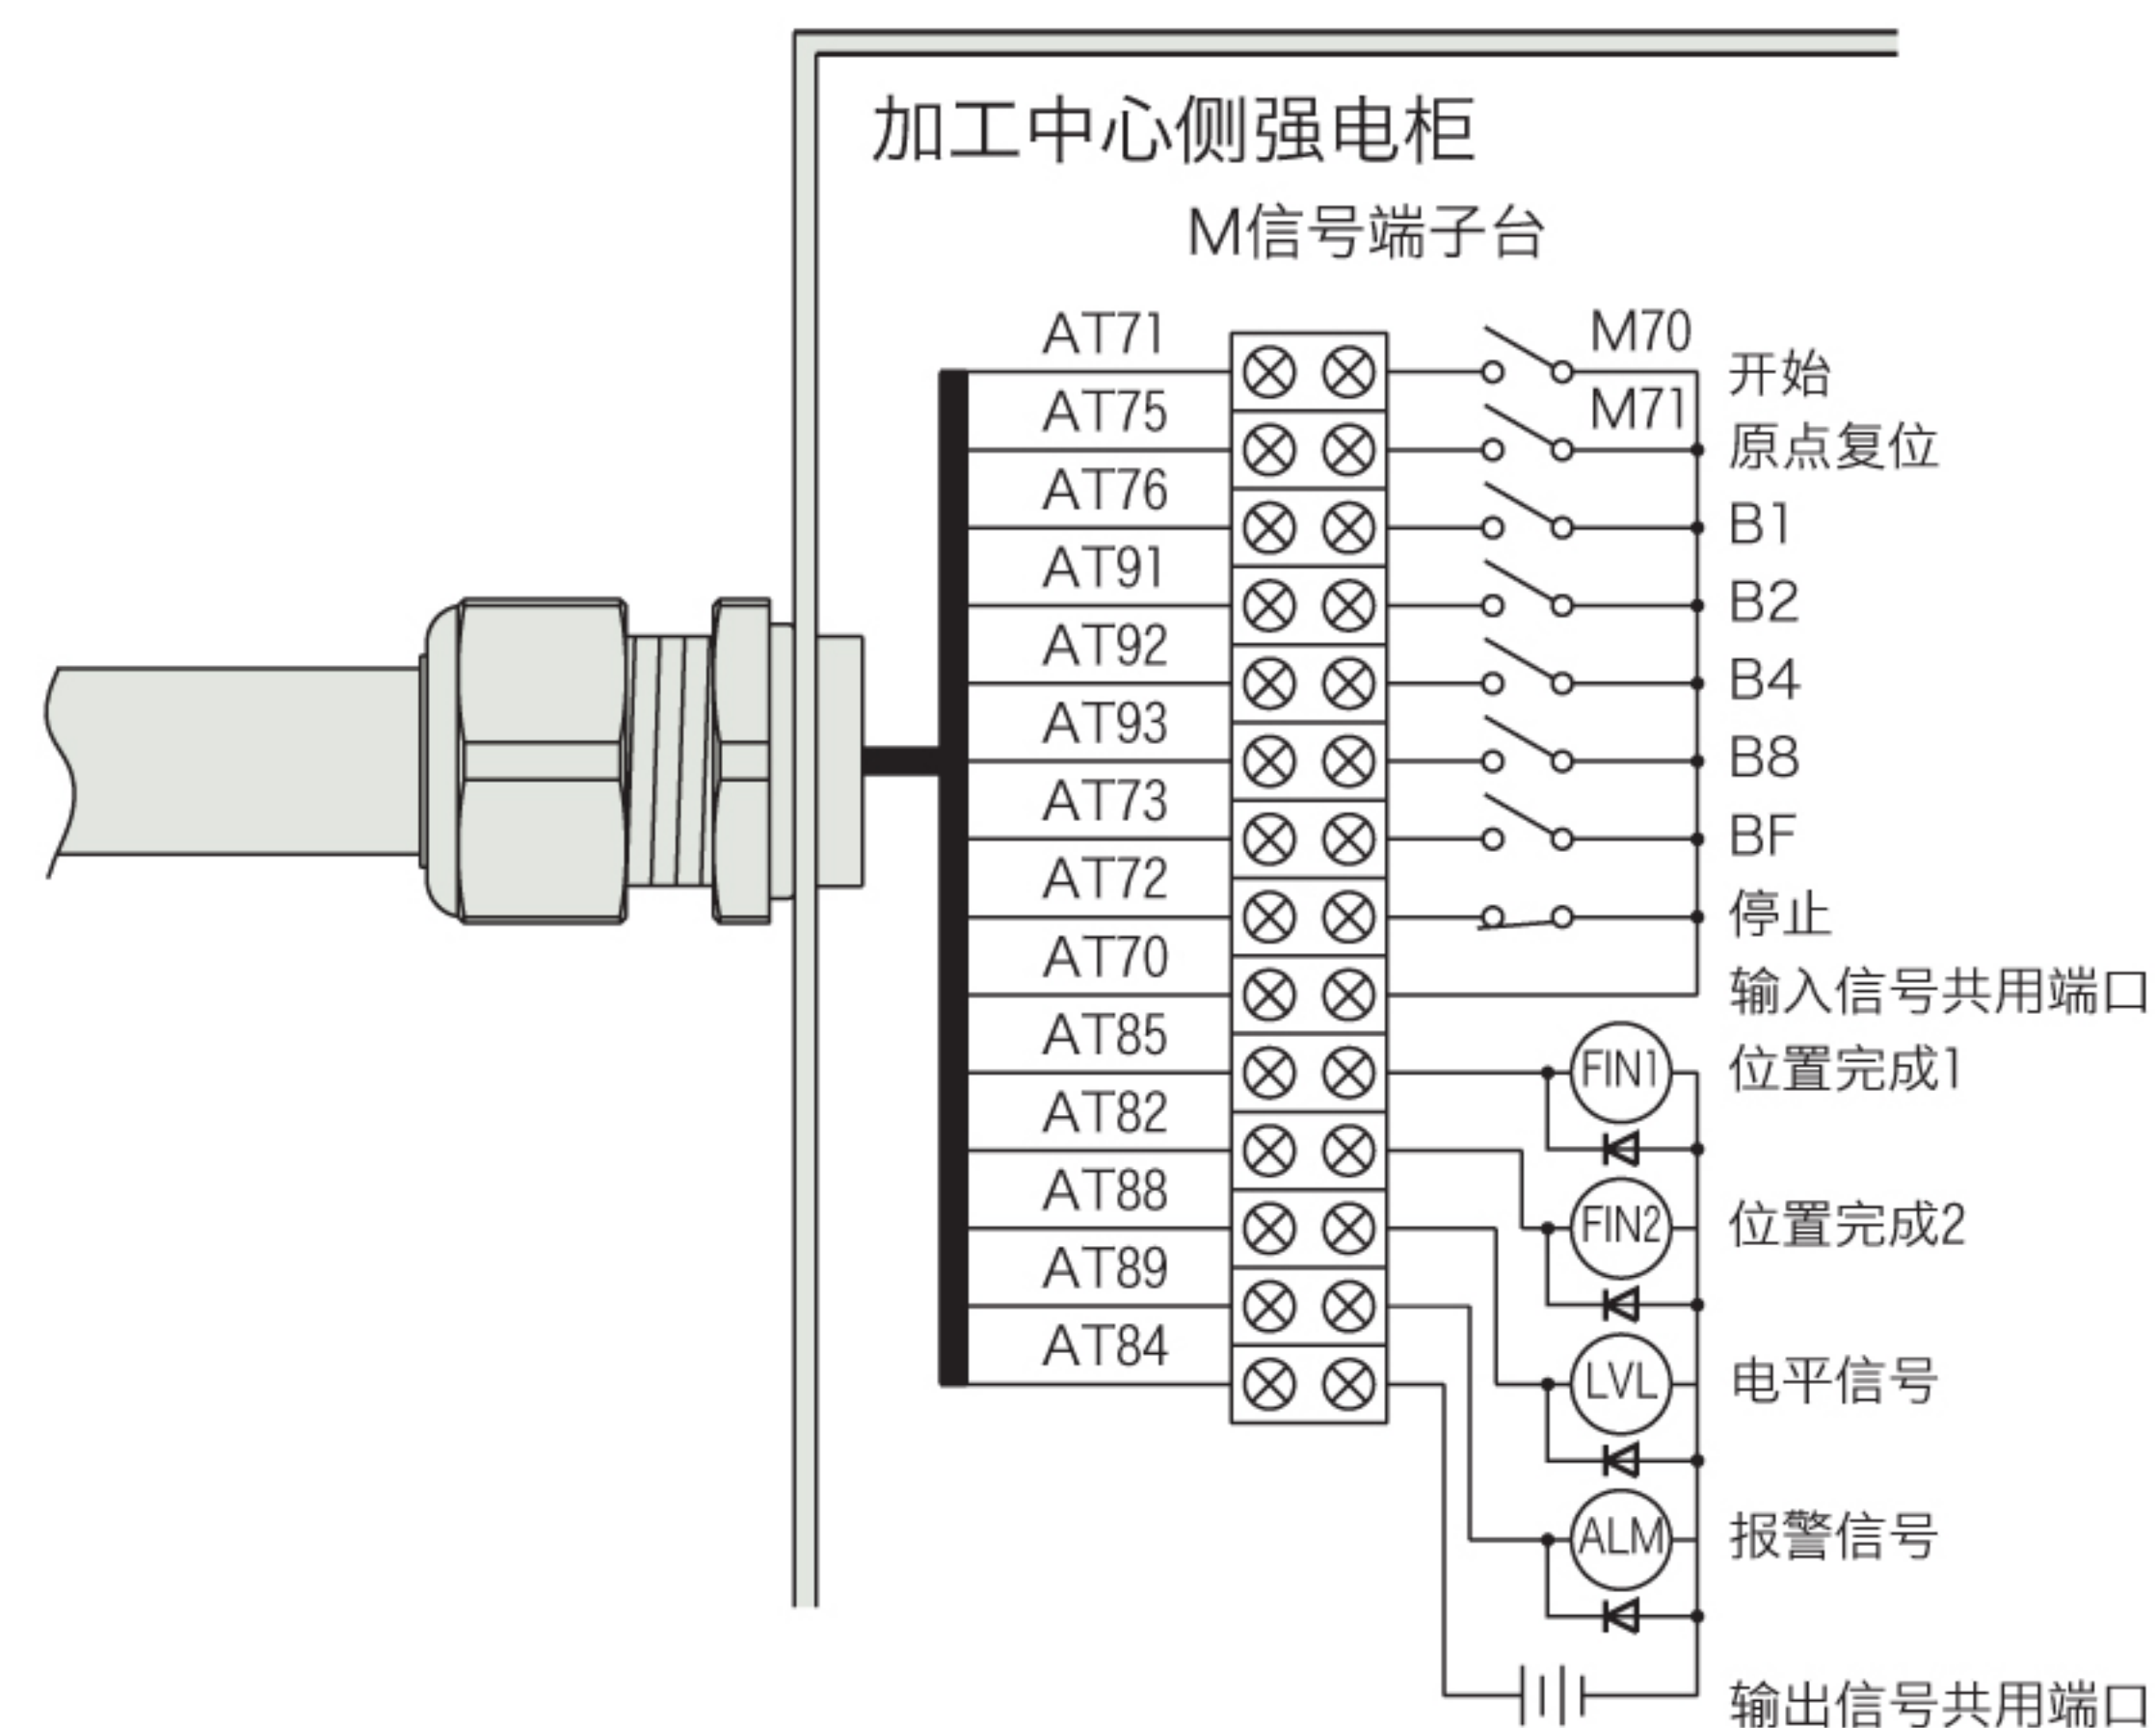 加工中心侧强电柜
M信号端子台
AT71 M70 开始
AT75 M71 原点复位
AT76 B1
AT91 B2
AT92 B4
AT93 B8
AT73 BF
AT72 停止
AT70 输入信号共用端口
AT85 FIN1 位置完成1
AT82
AT88 FIN2 位置完成2
AT89
AT84 LVL 电平信号
ALM 报警信号
输出信号共用端口